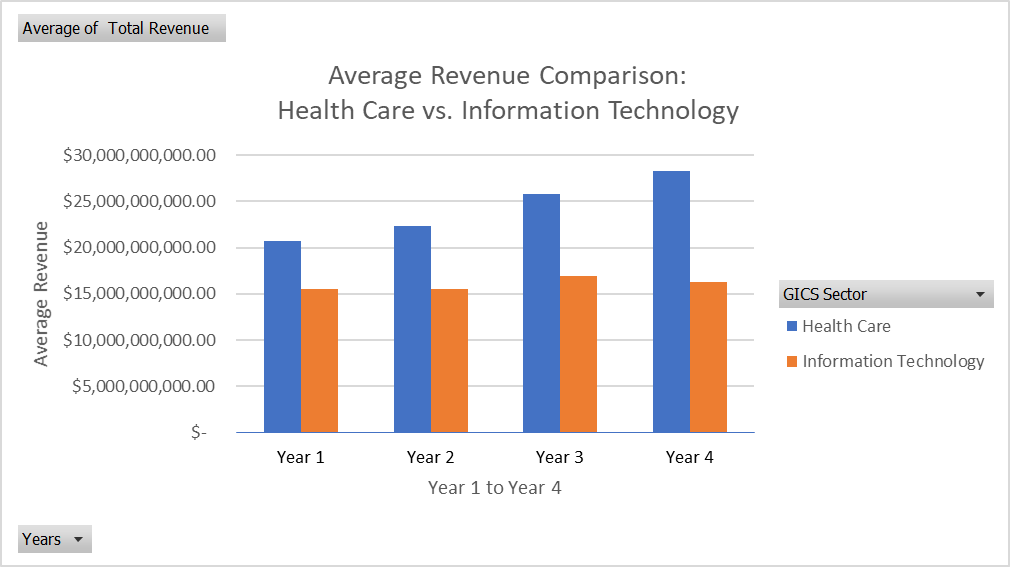 Average of  Total Revenue
Average Revenue Comparison:
Health Care vs. Information Technology
$30,000,000,000.00
$25,000,000,000.00
$20,000,000,000.00
$15,000,000,000.00
$10,000,000,000.00
$5,000,000,000.00
$-
Average Revenue
Year 1
Year 2
Year 3
Year 4
Year 1 to Year 4
GICS Sector
Health Care
Information Technology
Years